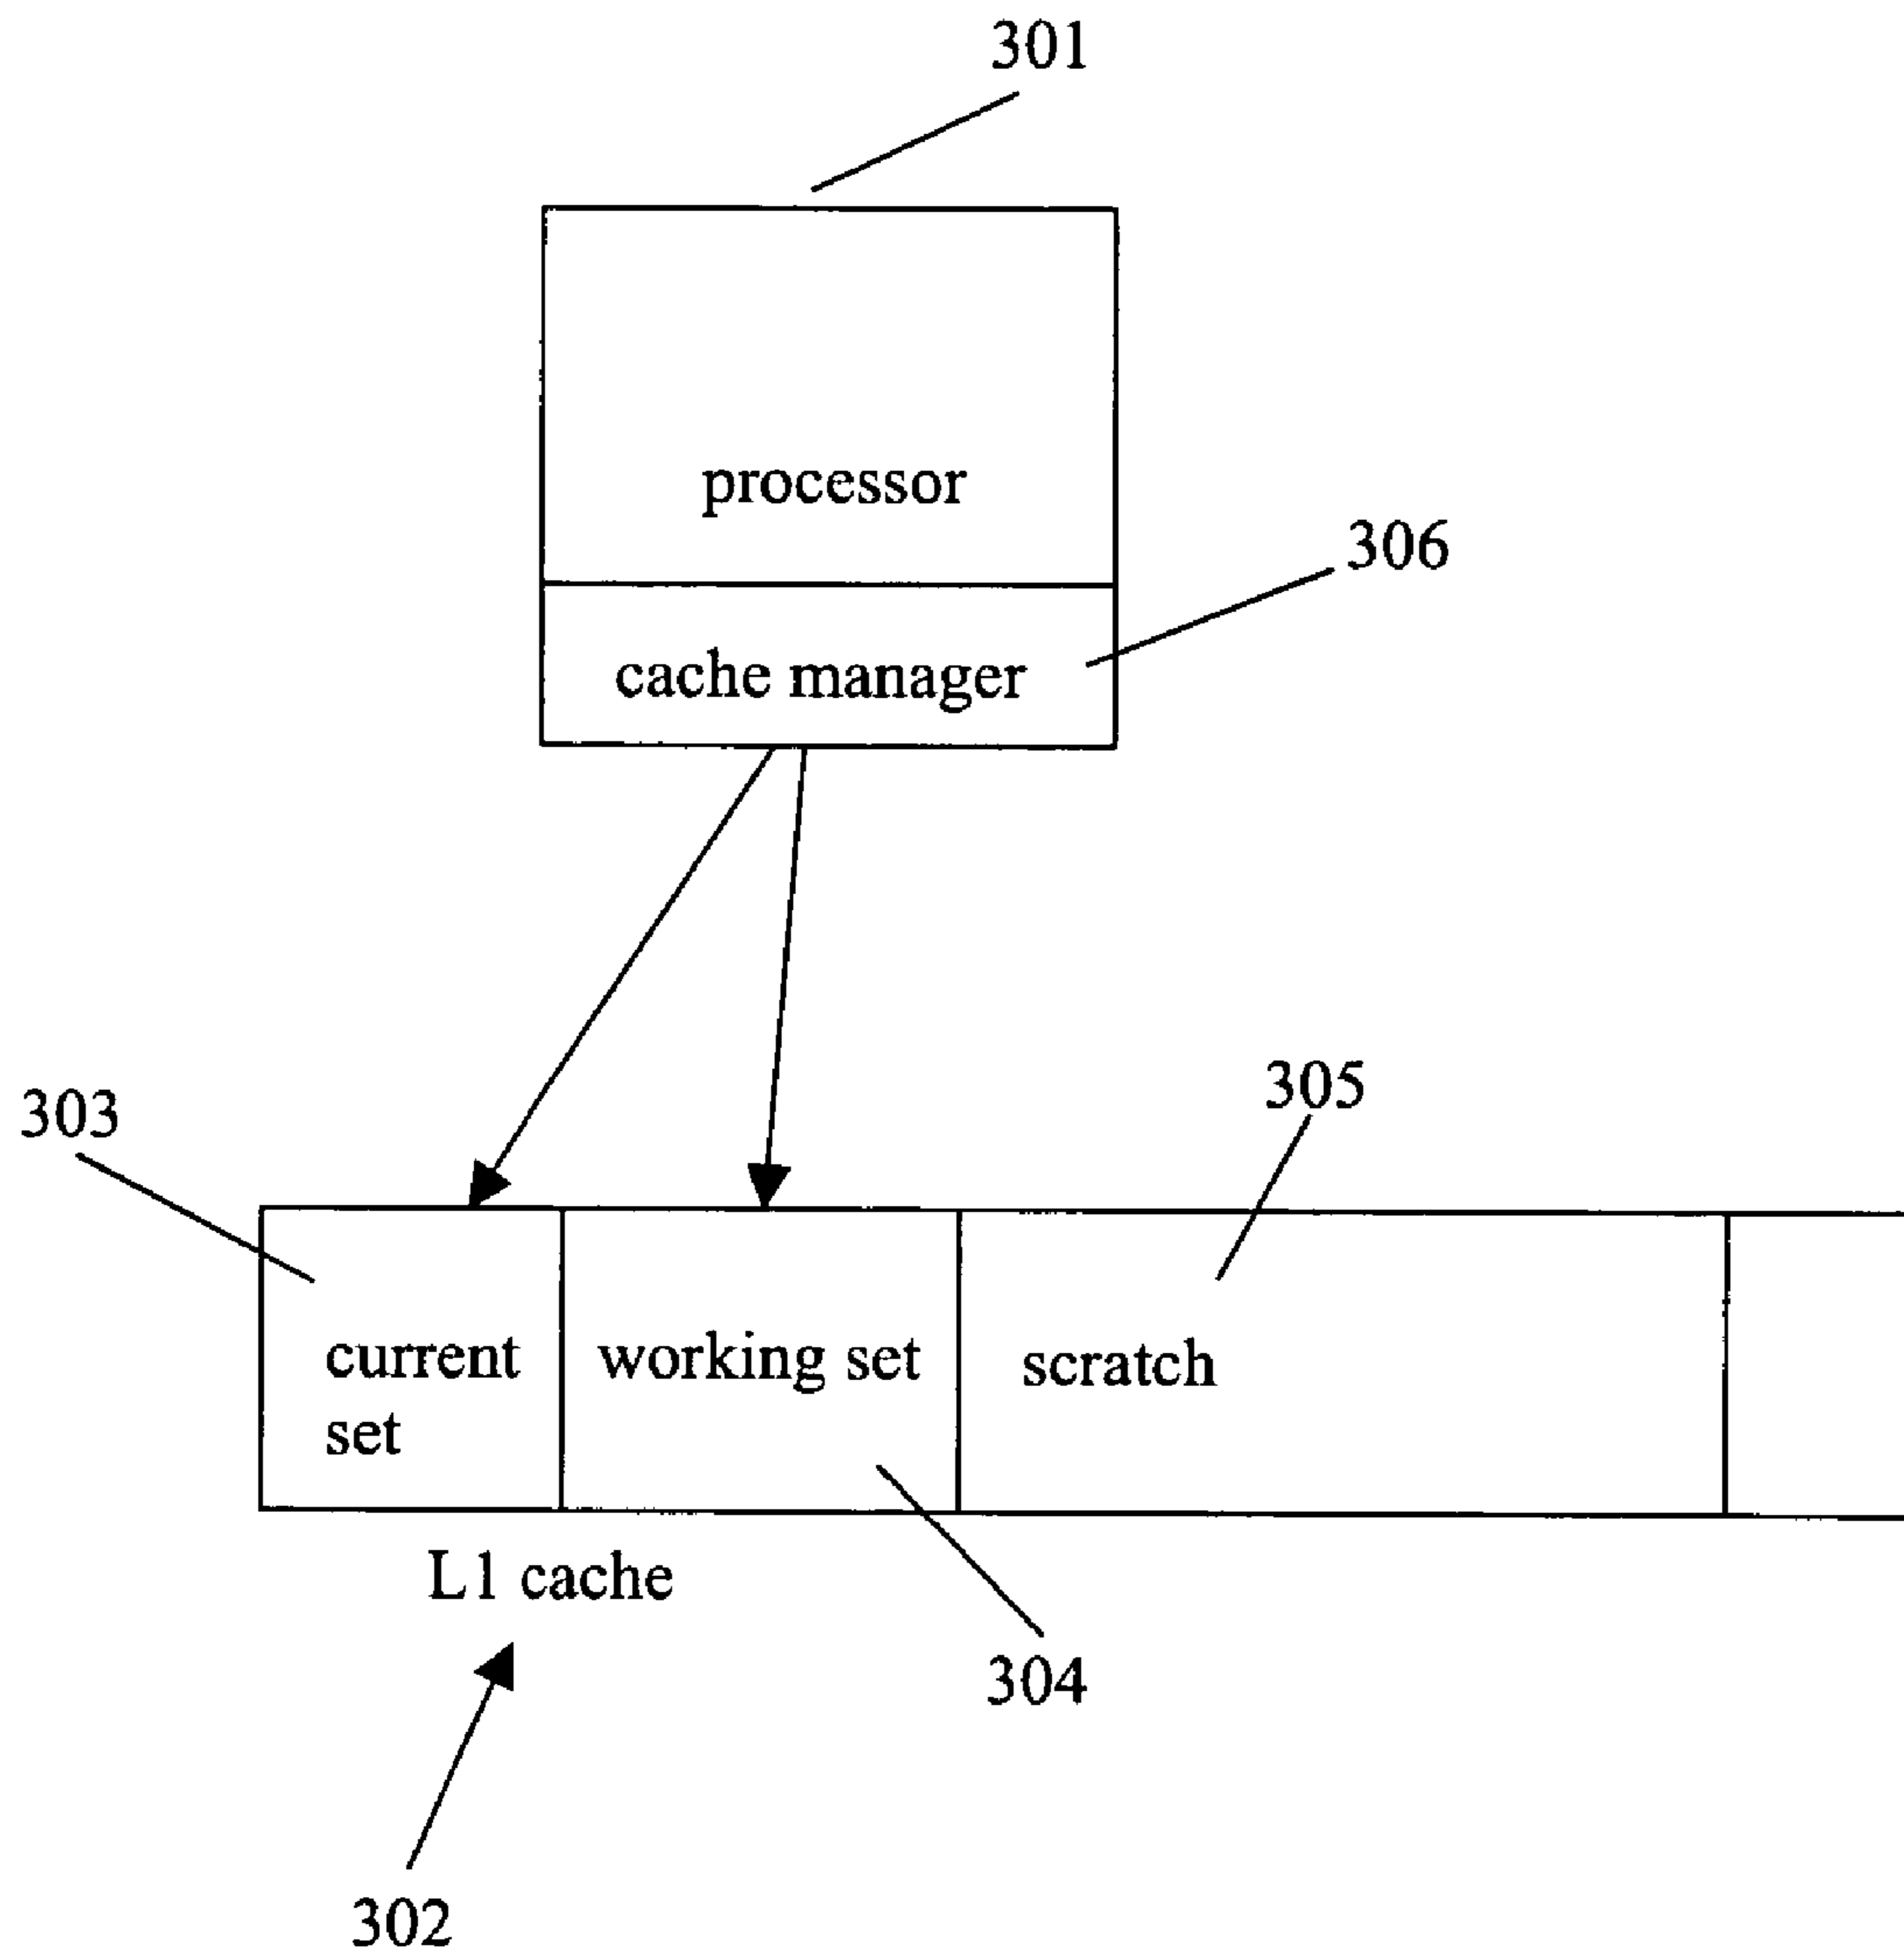 301
processor
306
cache manager
303
305
current
set
working set
scratch
L1 cache
304
302